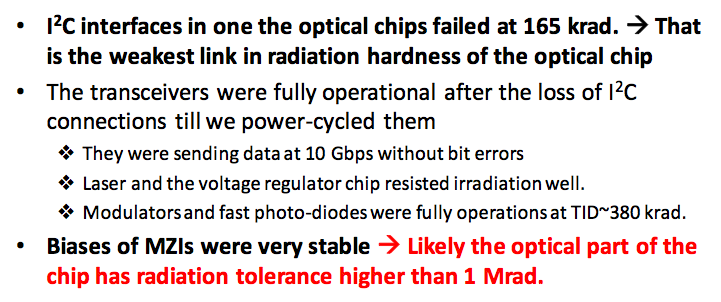 • I²C interfaces in one the optical chips failed at 165 krad. → That
is the weakest link in radiation hardness of the optical chip
• The transceivers were fully operational after the loss of I²C
connections till we power-cycled them
❖ They were sending data at 10 Gbps without bit errors
❖ Laser and the voltage regulator chip resisted irradiation well.
❖ Modulators and fast photo-diodes were fully operations at TID~380 krad.
• Biases of MZIs were very stable → Likely the optical part of the
chip has radiation tolerance higher than 1 Mrad.